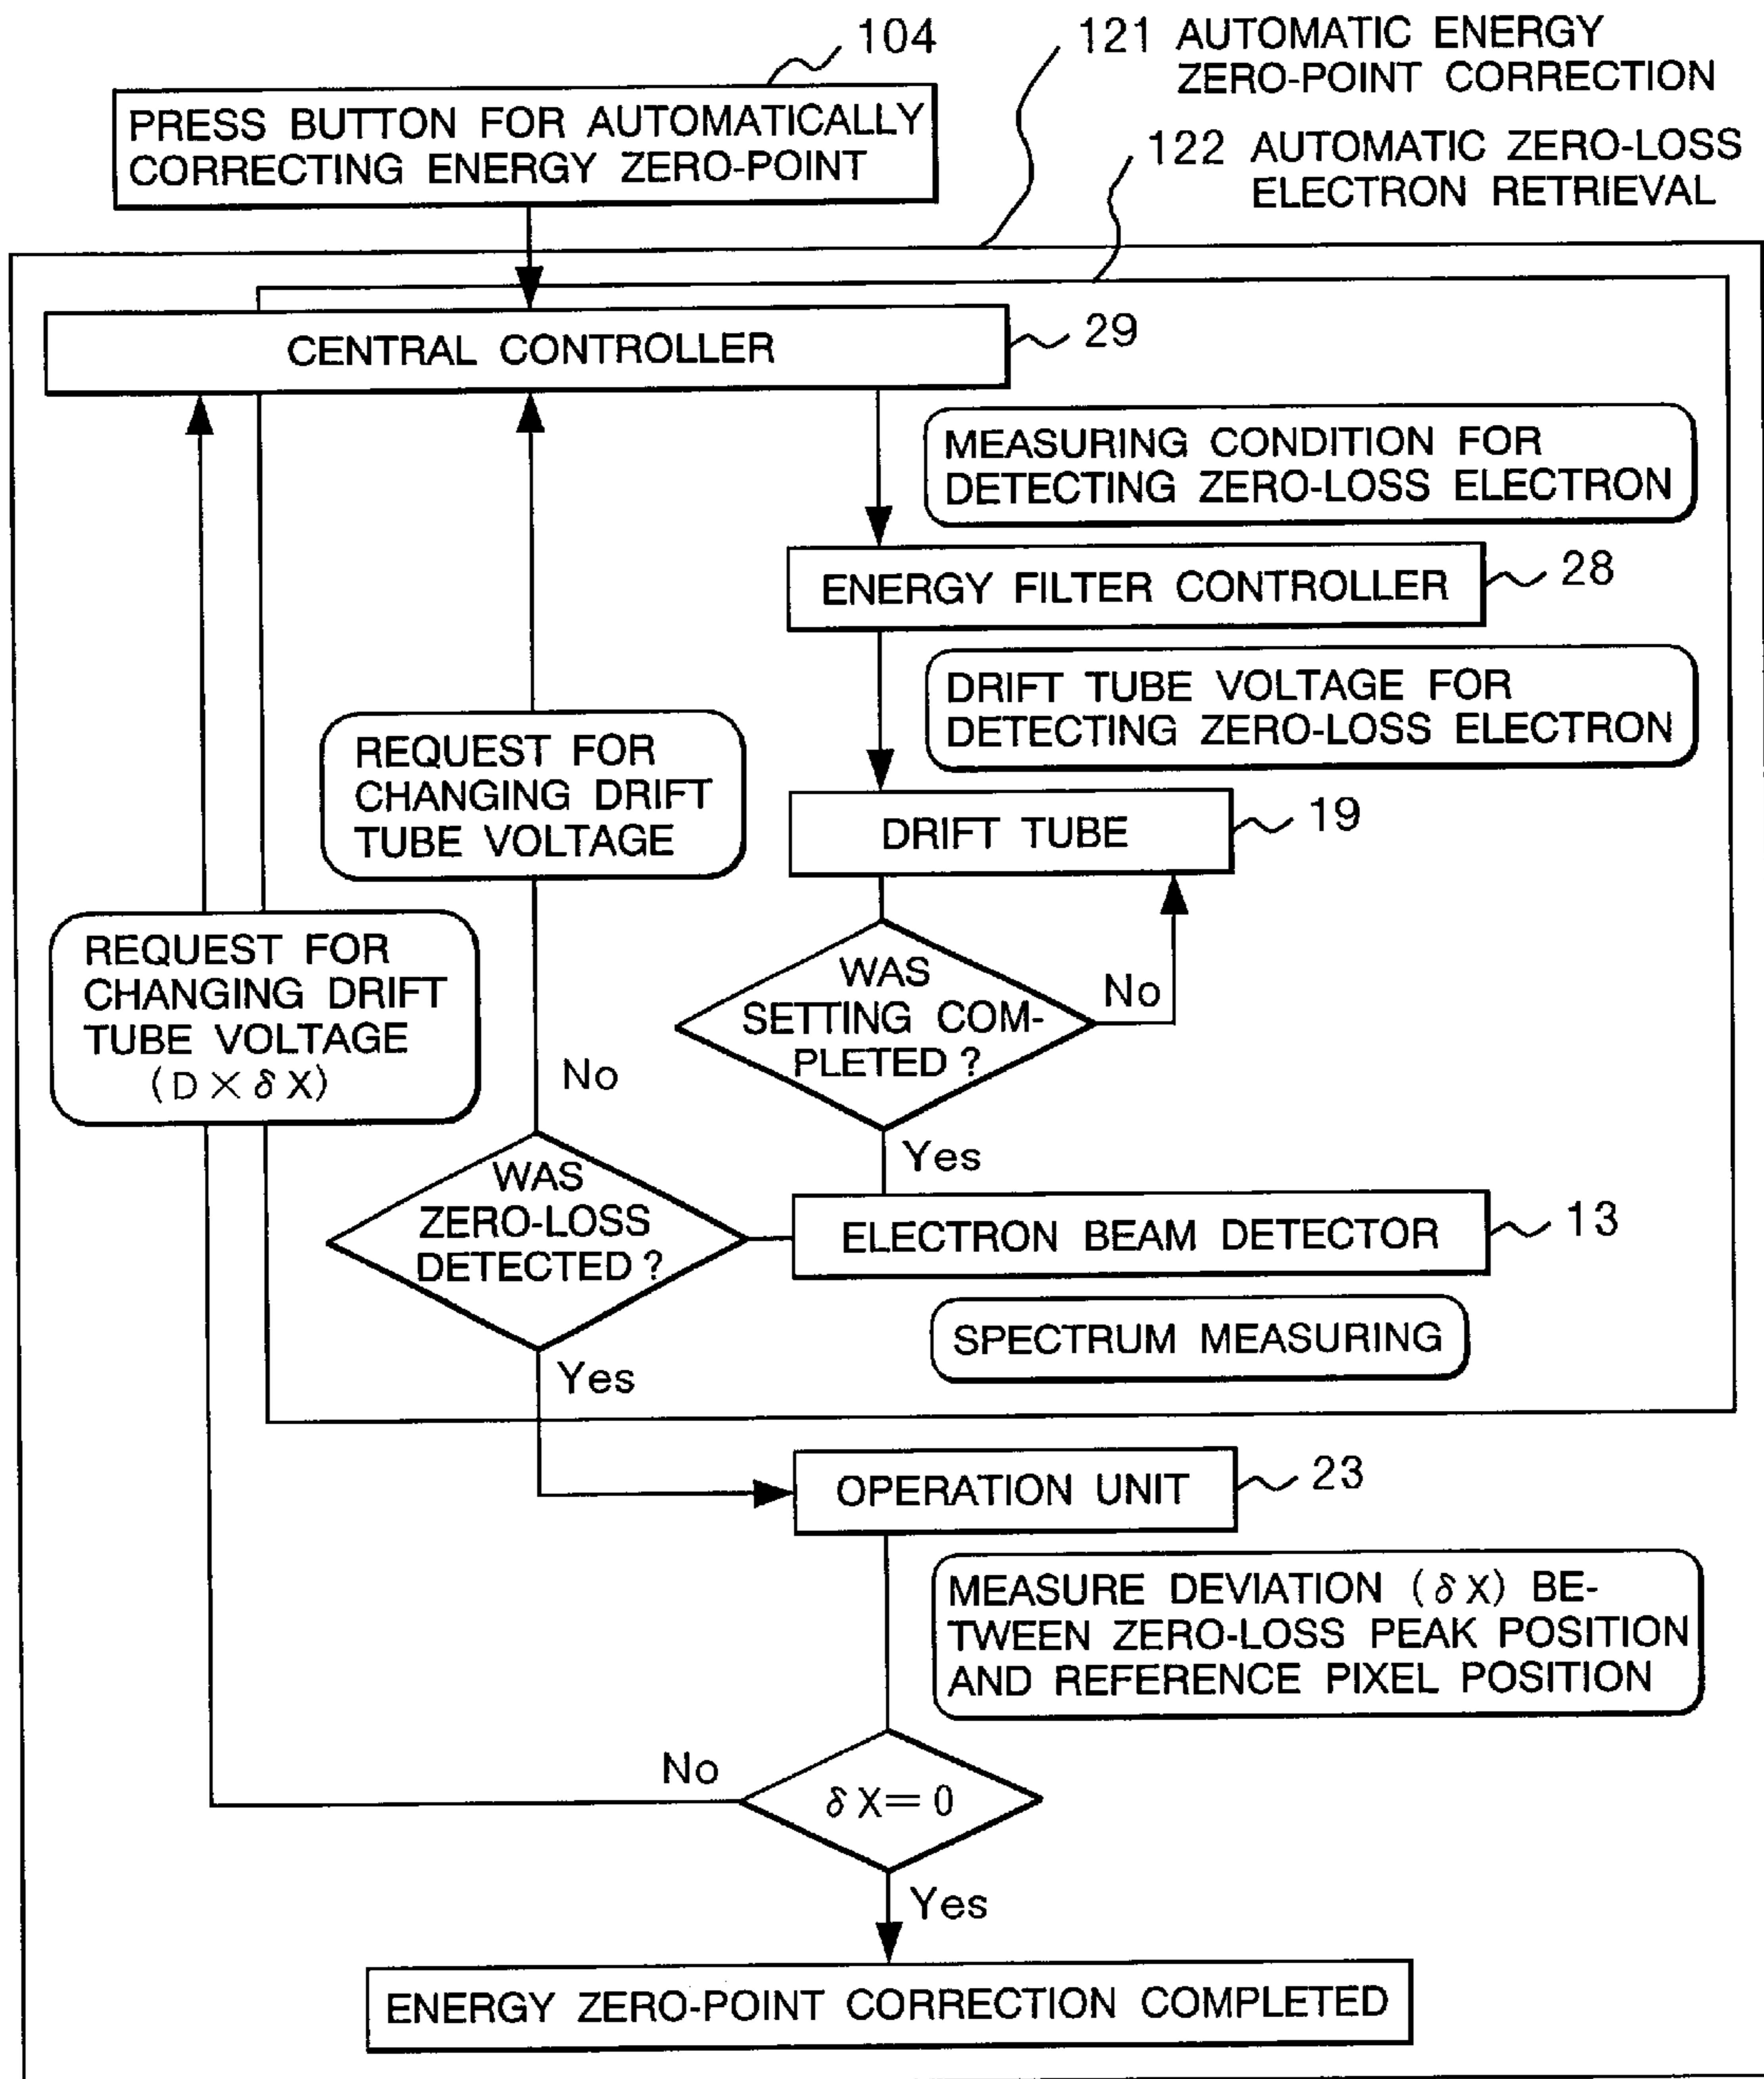 104
121 AUTOMATIC ENERGY
ZERO-POINT CORRECTION
PRESS BUTTON FOR AUTOMATICALLY
CORRECTING ENERGY ZERO-POINT
122 AUTOMATIC ZERO-LOSS
ELECTRON RETRIEVAL
CENTRAL CONTROLLER
29
MEASURING CONDITION FOR
DETECTING ZERO-LOSS ELECTRON
ENERGY FILTER CONTROLLER
28
DRIFT TUBE VOLTAGE FOR
DETECTING ZERO-LOSS ELECTRON
REQUEST FOR
CHANGING DRIFT
TUBE VOLTAGE
DRIFT TUBE
19
REQUEST FOR
CHANGING DRIFT
TUBE VOLTAGE
(D×δX)
WAS
SETTING COM-
PLETED?
No
No
Yes
WAS
ZERO-LOSS
DETECTED?
ELECTRON BEAM DETECTOR
13
SPECTRUM MEASURING
Yes
OPERATION UNIT
23
MEASURE DEVIATION (δX) BE-
TWEEN ZERO-LOSS PEAK POSITION
AND REFERENCE PIXEL POSITION
No
δX=0
Yes
ENERGY ZERO-POINT CORRECTION COMPLETED